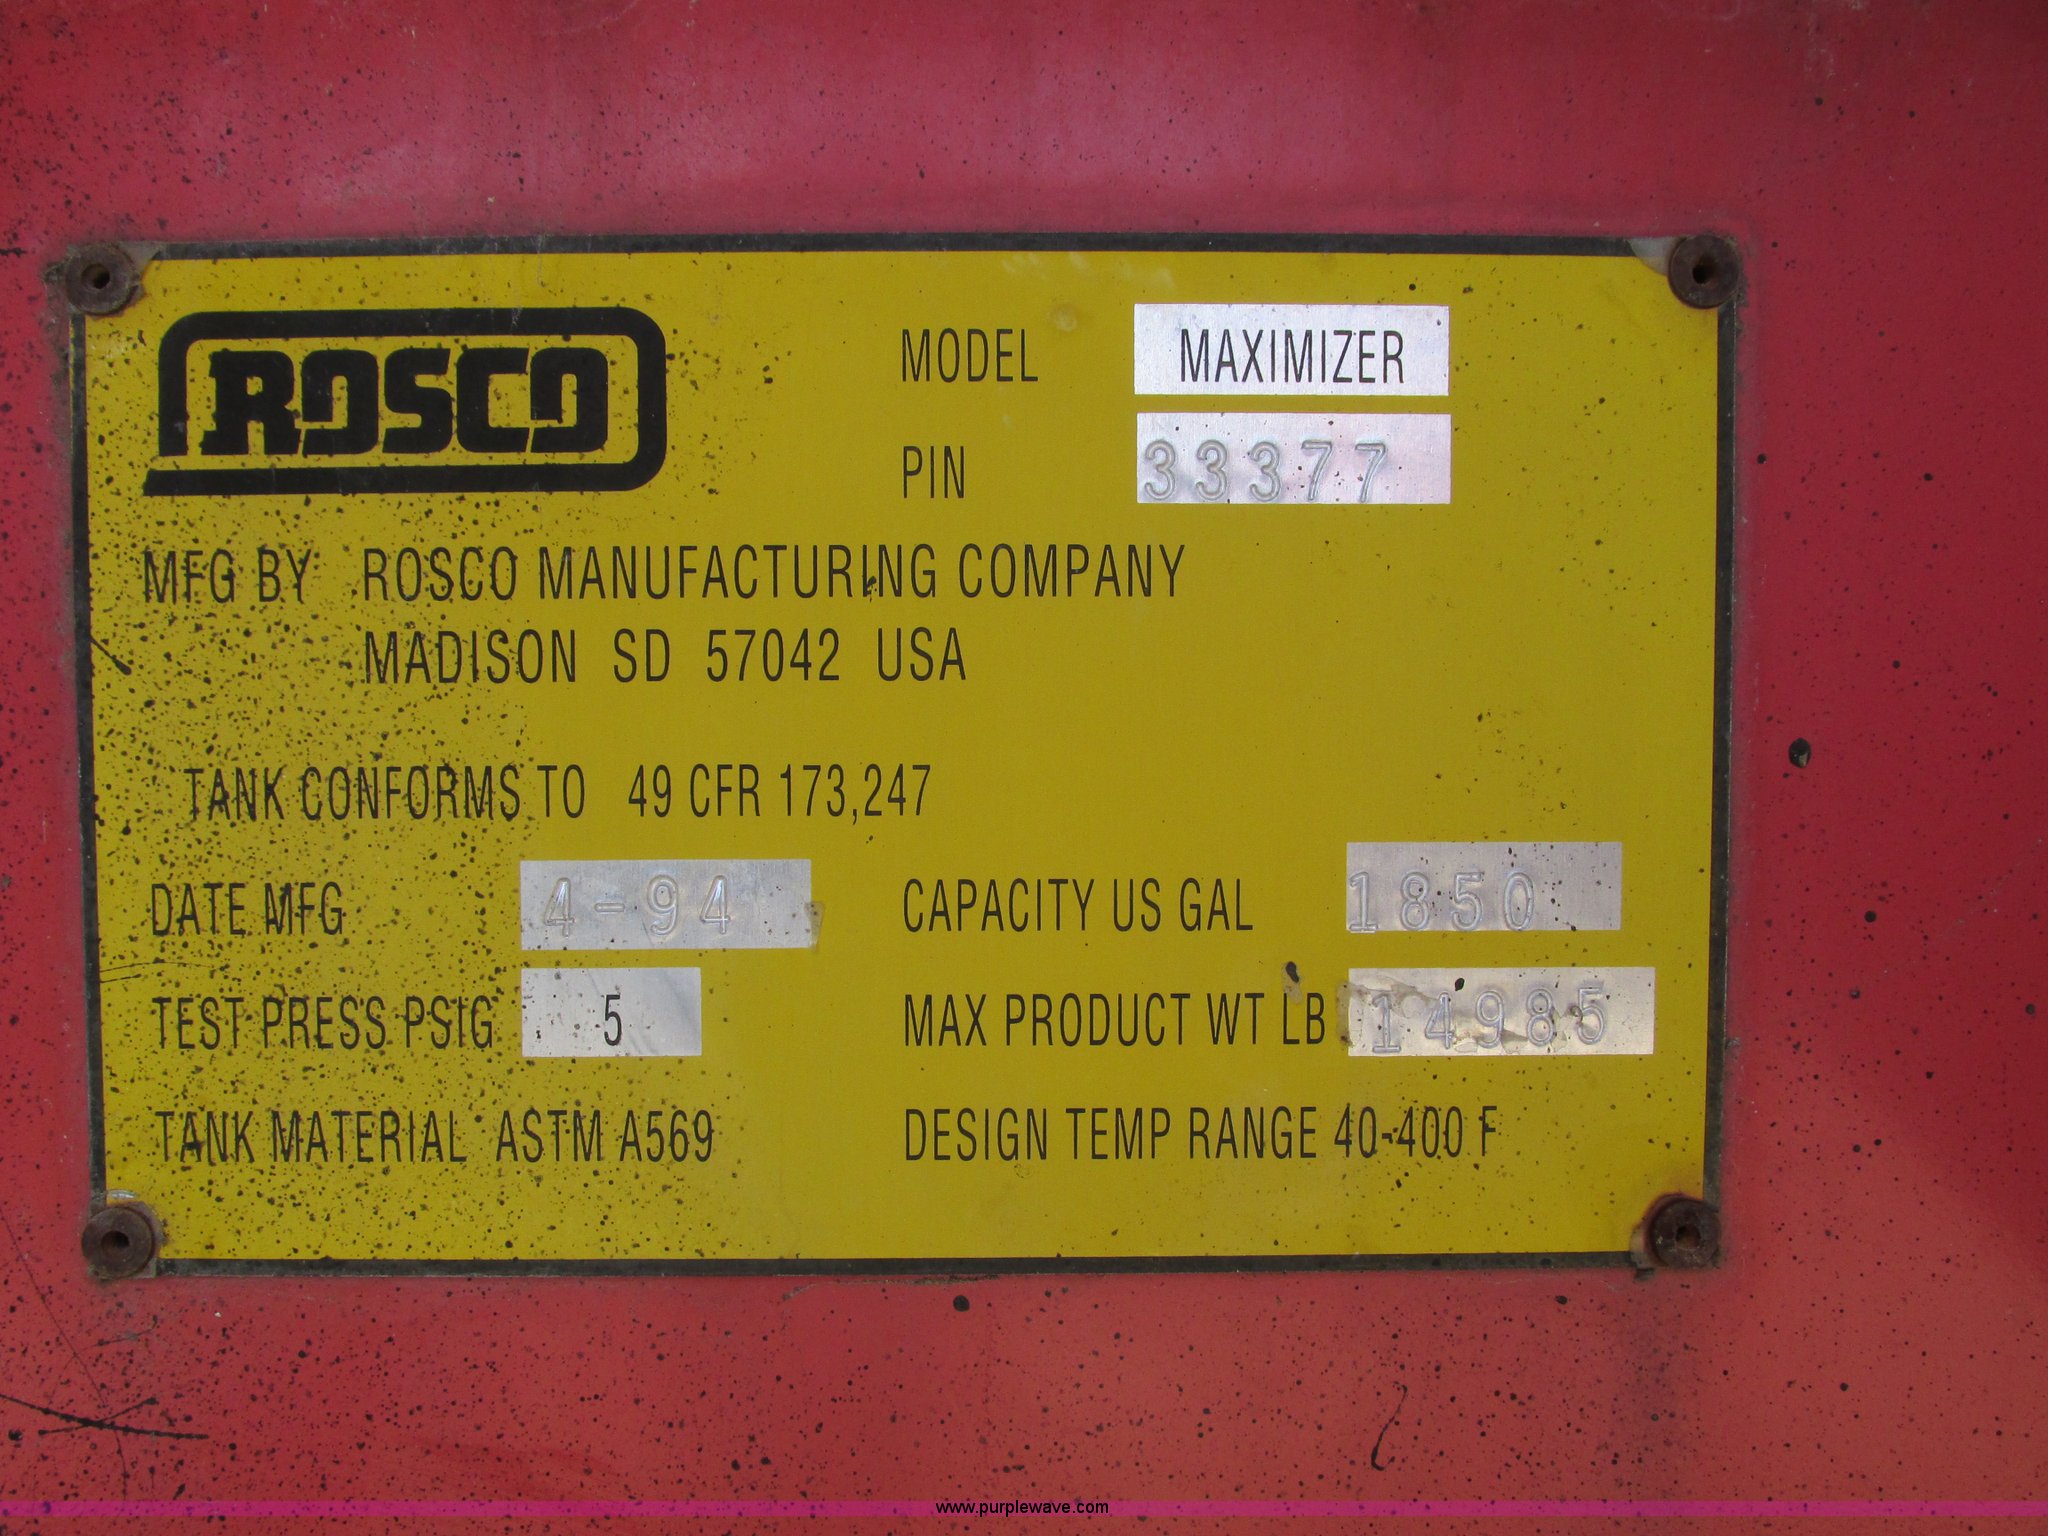 ROSCO
MODEL MAXIMIZER
PIN 33377
MFG BY ROSCO MANUFACTURING COMPANY
MADISON SD 57042 USA
TANK CONFORMS TO 49 CFR 173,247
DATE MFG 4-94 CAPACITY US GAL 1850
TEST PRESS PSIG 5 MAX PRODUCT WT LB 14985
TANK MATERIAL ASTM A569 DESIGN TEMP RANGE 40-400 F
www.purplewave.com